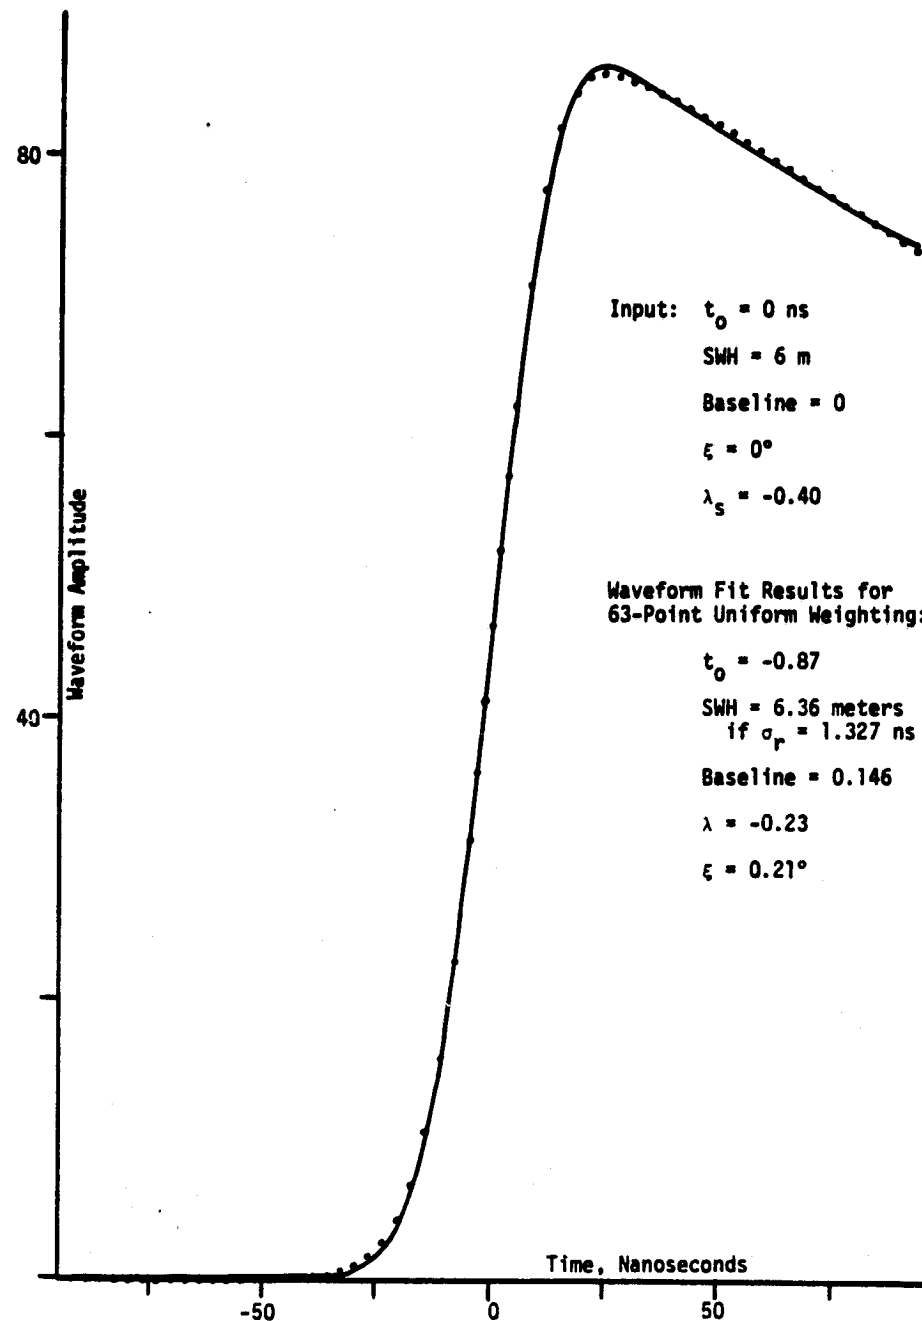 80
Input: t₀ = 0 ns
SWH = 6 m
Baseline = 0
ξ = 0°
λₛ = -0.40
Waveform Amplitude
Waveform Fit Results for
63-Point Uniform Weighting:
t₀ = -0.87
40
SWH = 6.36 meters
if σᵣ = 1.327 ns
Baseline = 0.146
λ = -0.23
ξ = 0.21°
Time, Nanoseconds
-50
0
50